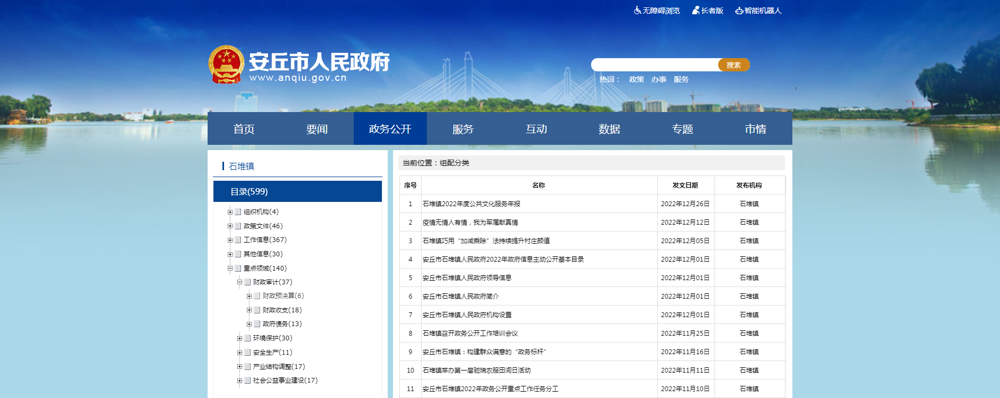 无障碍浏览 长者版 智能机器人
安丘市人民政府
www.anqiu.gov.cn
搜索
热词： 政策 办事 服务
首页 要闻 政务公开 服务 互动 数据 专题 市情
石堆镇
目录(599)
组织机构(4)
政策文件(46)
工作信息(367)
其他信息(30)
重点领域(140)
财政审计(37)
财政预决算(6)
财政收支(18)
政府债务(13)
环境保护(30)
安全生产(11)
产业结构调整(17)
社会公益事业建设(17)
当前位置：组配分类
序号 名称 发文日期 发布机构
1 石堆镇2022年度公共文化服务年报 2022年12月26日 石堆镇
2 疫情无情人有情，我为军属献真情 2022年12月12日 石堆镇
3 石堆镇巧用“加减乘除”法持续提升村庄颜值 2022年12月05日 石堆镇
4 安丘市石堆镇人民政府2022年政府信息主动公开基本目录 2022年12月01日 石堆镇
5 安丘市石堆镇人民政府领导信息 2022年12月01日 石堆镇
6 安丘市石堆镇人民政府简介 2022年12月01日 石堆镇
7 安丘市石堆镇人民政府机构设置 2022年12月01日 石堆镇
8 石堆镇召开政务公开工作培训会议 2022年11月25日 石堆镇
9 安丘市石堆镇：构建群众满意的“政务标杆” 2022年11月16日 石堆镇
10 石堆镇举办第一届驰瑞农服田间日活动 2022年11月11日 石堆镇
11 安丘市石堆镇2022年政务公开重点工作任务分工 2022年11月10日 石堆镇